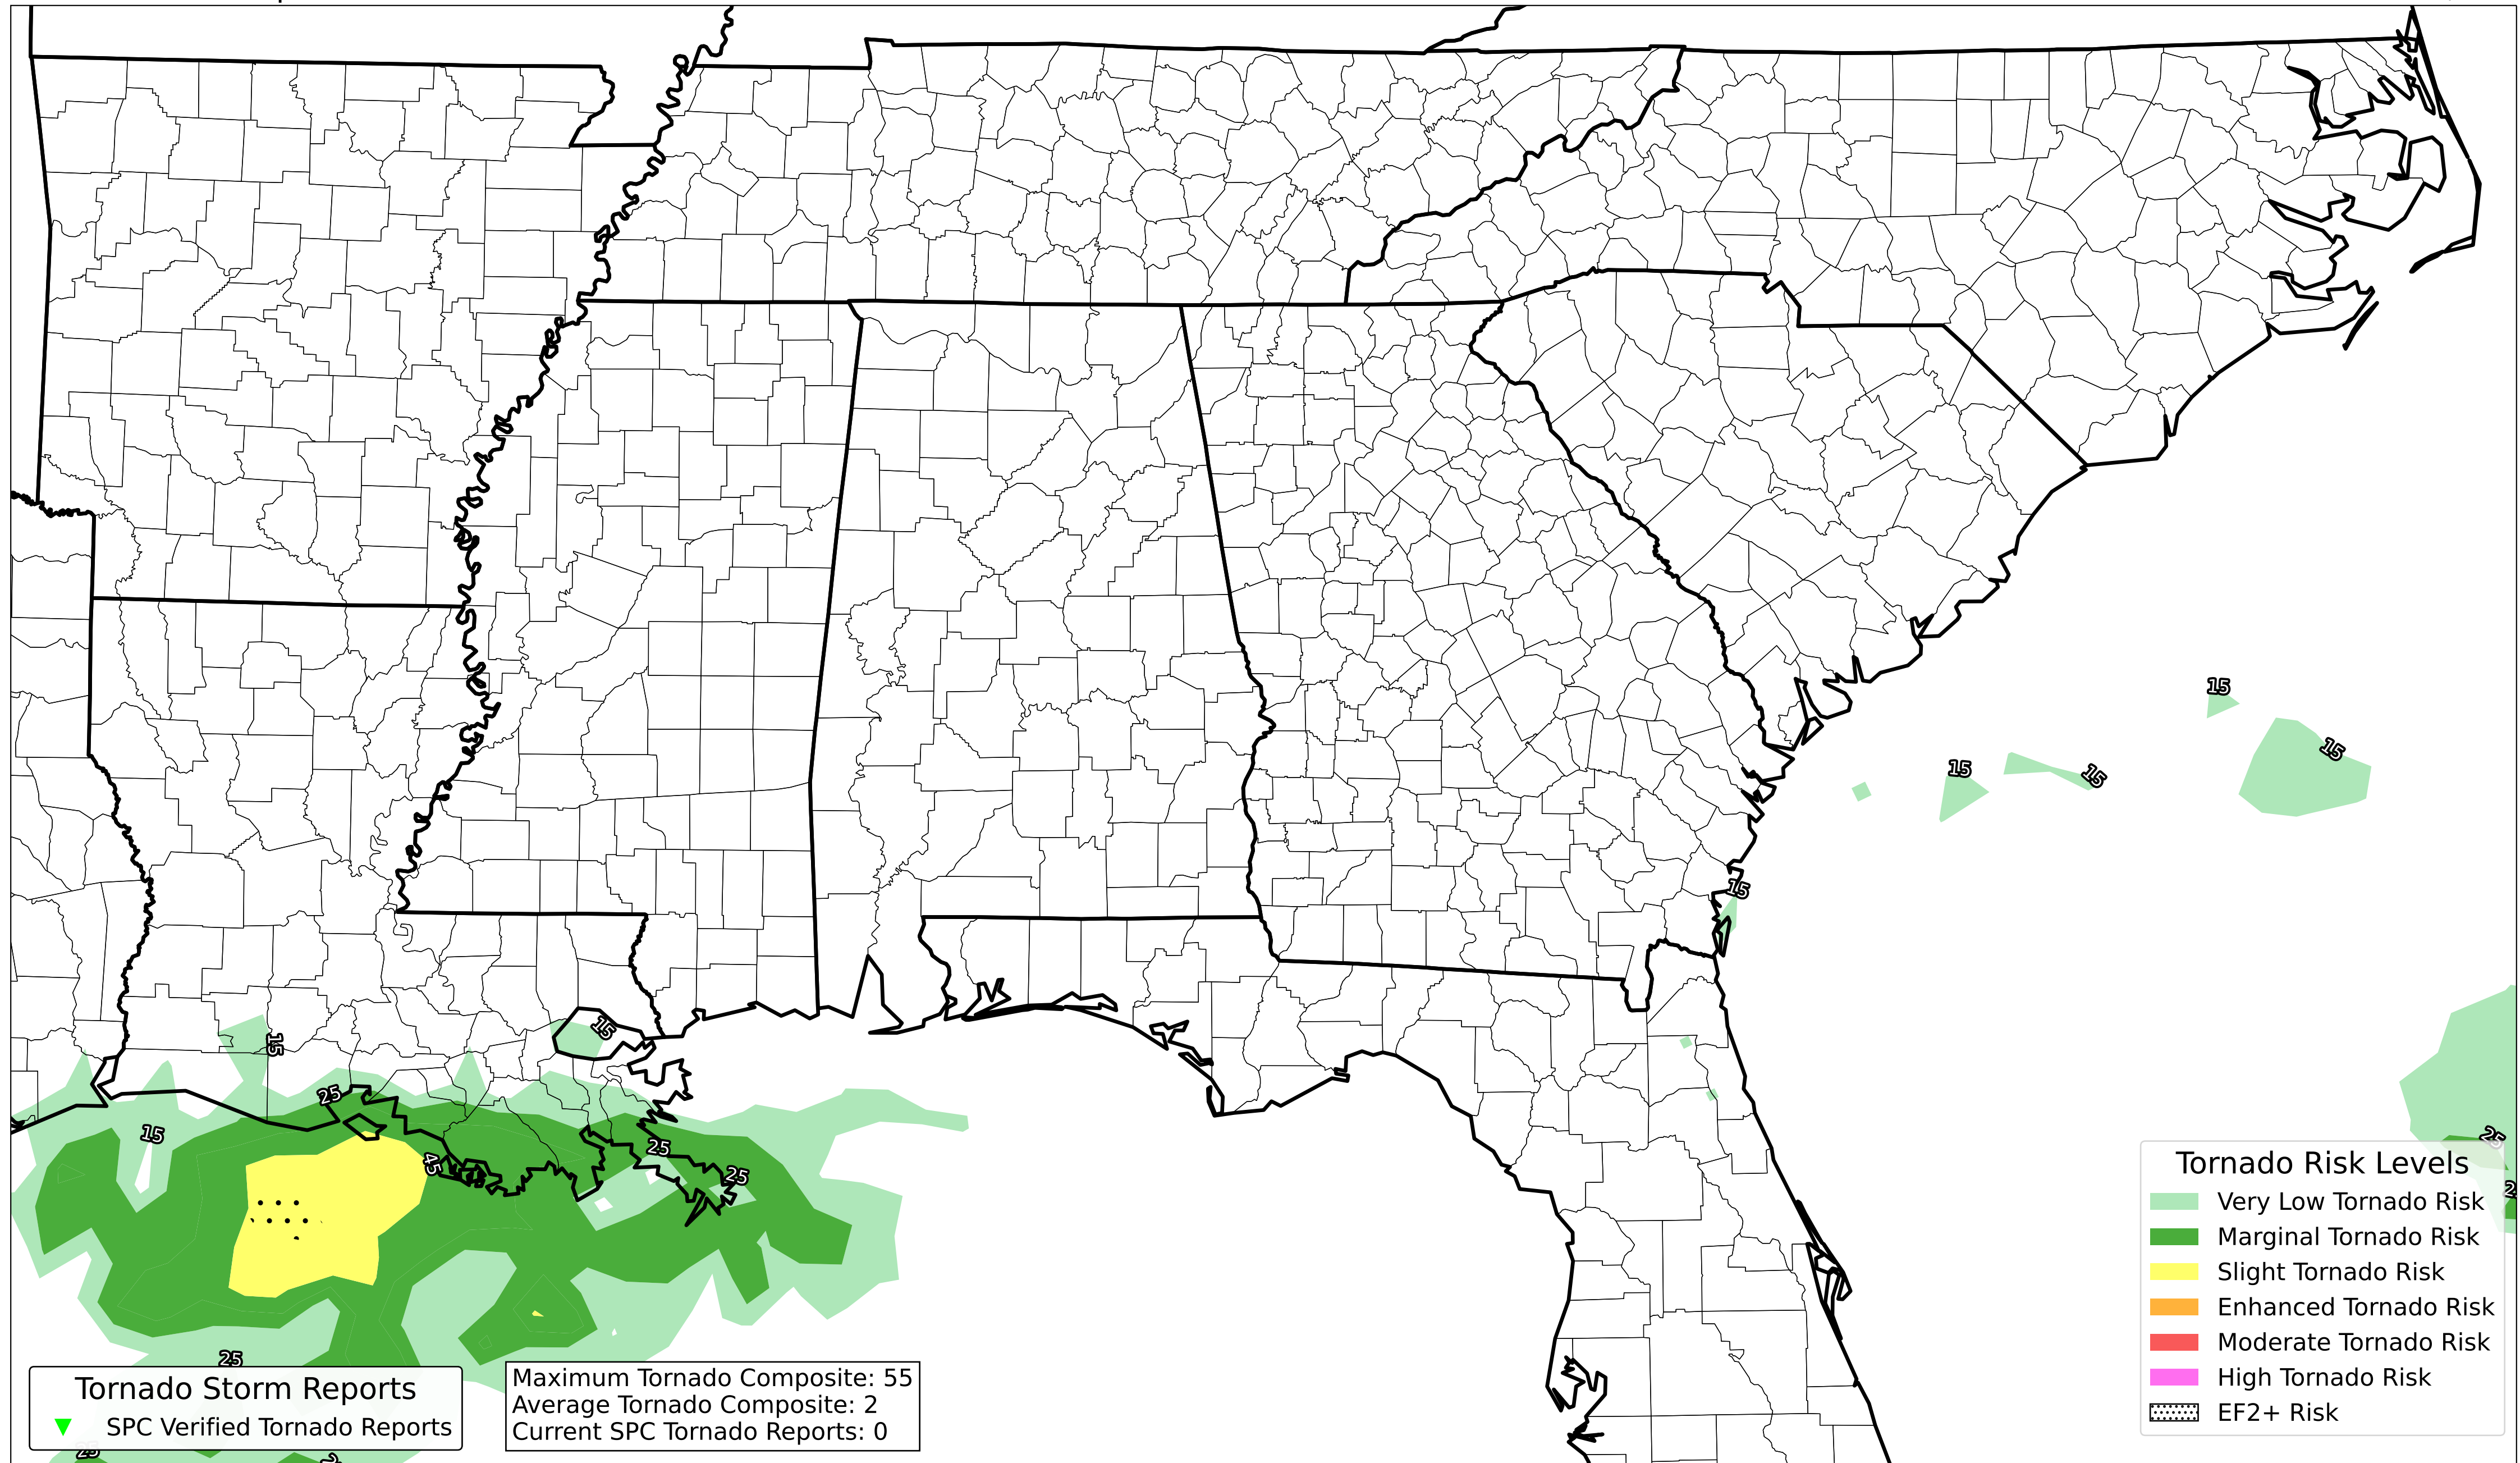 15
15
15
15
15
15
15
25
15
25
45
25
25
25
25
Tornado Risk Levels
Very Low Tornado Risk
Marginal Tornado Risk
Slight Tornado Risk
Enhanced Tornado Risk
Moderate Tornado Risk
High Tornado Risk
EF2+ Risk
Tornado Storm Reports
SPC Verified Tornado Reports
Maximum Tornado Composite: 55
Average Tornado Composite: 2
Current SPC Tornado Reports: 0